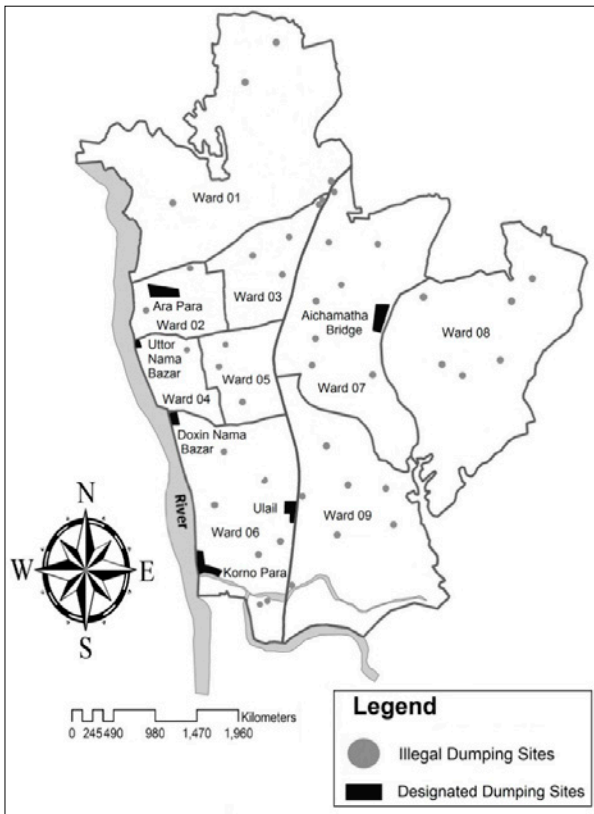 Ward 01
Ward 03
Ara Para
Ward 02
Aichamatha
Bridge
Ward 08
Uttor
Nama
Bazar
Ward 05
Ward 07
Ward 04
Doxin Nama
Bazar
River
Ulail
Ward 09
Ward 06
Korno Para
N
W
E
S
Kilometers
0 245 490 980 1,470 1,960
Legend
Illegal Dumping Sites
Designated Dumping Sites